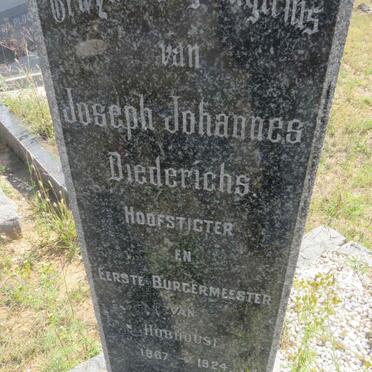 van
Joseph Johannes
Diederichs
HOOFSTIGTER
EN
EERSTE BURGERMEESTER
VAN
HOBHOUSE
1867 1924